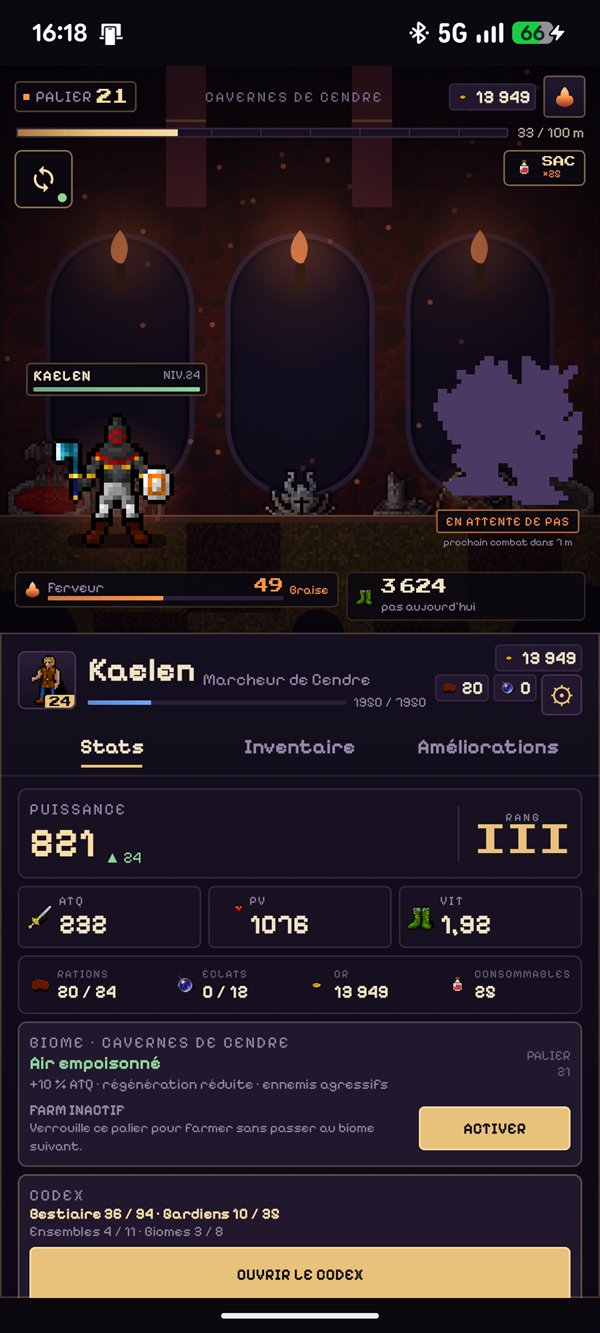 16:18
5G
66
PALIER 21
CAVERNES DE CENDRE
13 949
33 / 100 m
SAC
×28
KAELEN
NIV.24
EN ATTENTE DE PAS
prochain combat dans 7 m
Ferveur
49 Braise
3 624
pas aujourd'hui
13 949
Kaelen Marcheur de Cendre
24
1980 / 7980
20
0
Stats
Inventaire
Améliorations
PUISSANCE
821 ▲ 24
RANG
III
ATQ
232
PV
1076
VIT
1,92
RATIONS
20 / 24
ÉCLATS
0 / 12
OR
13 949
CONSOMMABLES
28
BIOME · CAVERNES DE CENDRE
Air empoisonné
+10 % ATQ · régénération réduite · ennemis agressifs
PALIER
21
FARM INACTIF
Verrouille ce palier pour farmer sans passer au biome
suivant.
ACTIVER
CODEX
Bestiaire 36 / 94 · Gardiens 10 / 38
Ensembles 4 / 11 · Biomes 3 / 8
OUVRIR LE CODEX